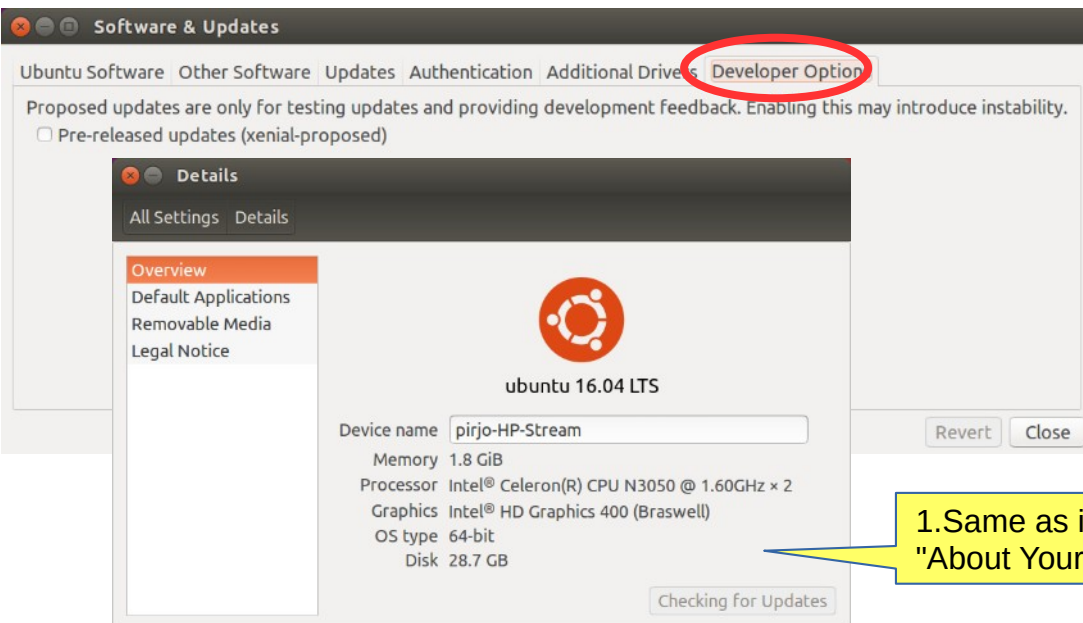 Software & Updates
Ubuntu Software Other Software Updates Authentication Additional Drivers Developer Option
Proposed updates are only for testing updates and providing development feedback. Enabling this may introduce instability.
Pre-released updates (xenial-proposed)
Details
All Settings Details
Overview
Default Applications
Removable Media
Legal Notice
ubuntu 16.04 LTS
Device name pirjo-HP-Stream
Memory 1.8 GiB
Processor Intel® Celeron(R) CPU N3050 @ 1.60GHz × 2
Graphics Intel® HD Graphics 400 (Braswell)
OS type 64-bit
Disk 28.7 GB
Checking for Updates
Revert Close
1.Same as i
"About Your